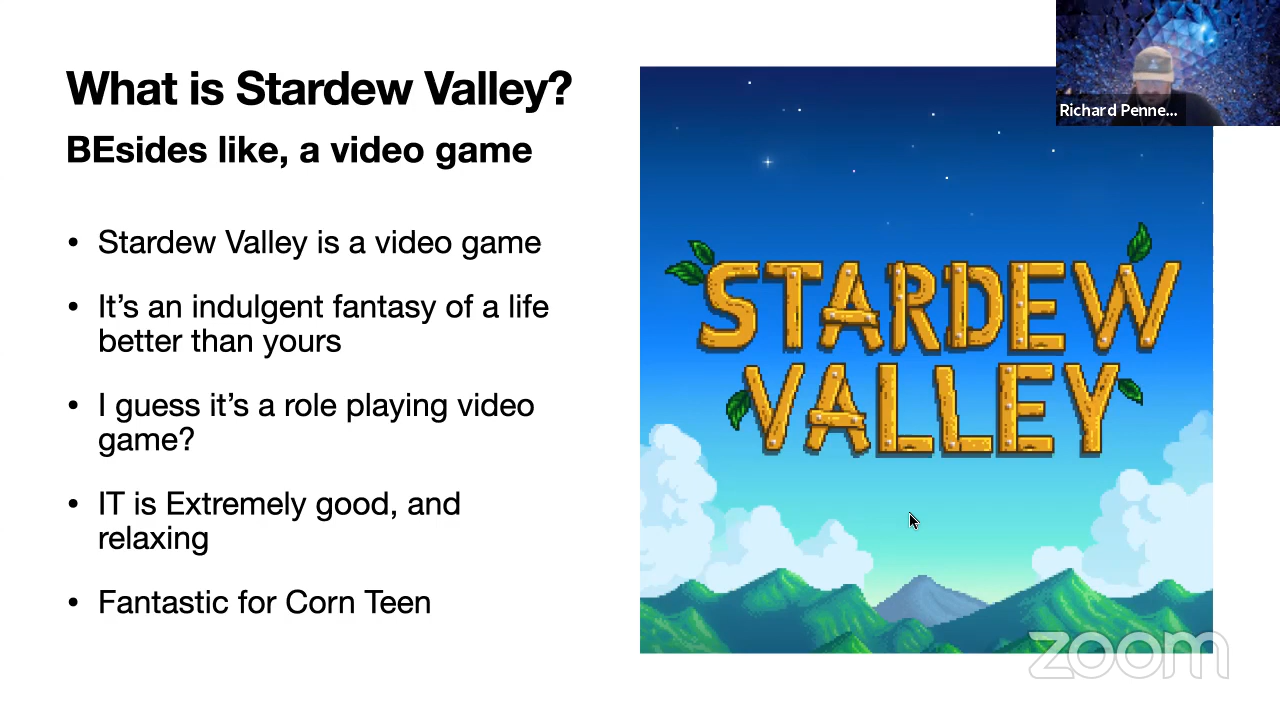 What is Stardew Valley?
BEsides like, a video game
• Stardew Valley is a video game
• It’s an indulgent fantasy of a life
better than yours
• I guess it’s a role playing video
game?
• IT is Extremely good, and
relaxing
• Fantastic for Corn Teen
STARDEW
VALLEY
Richard Penne...
zoom